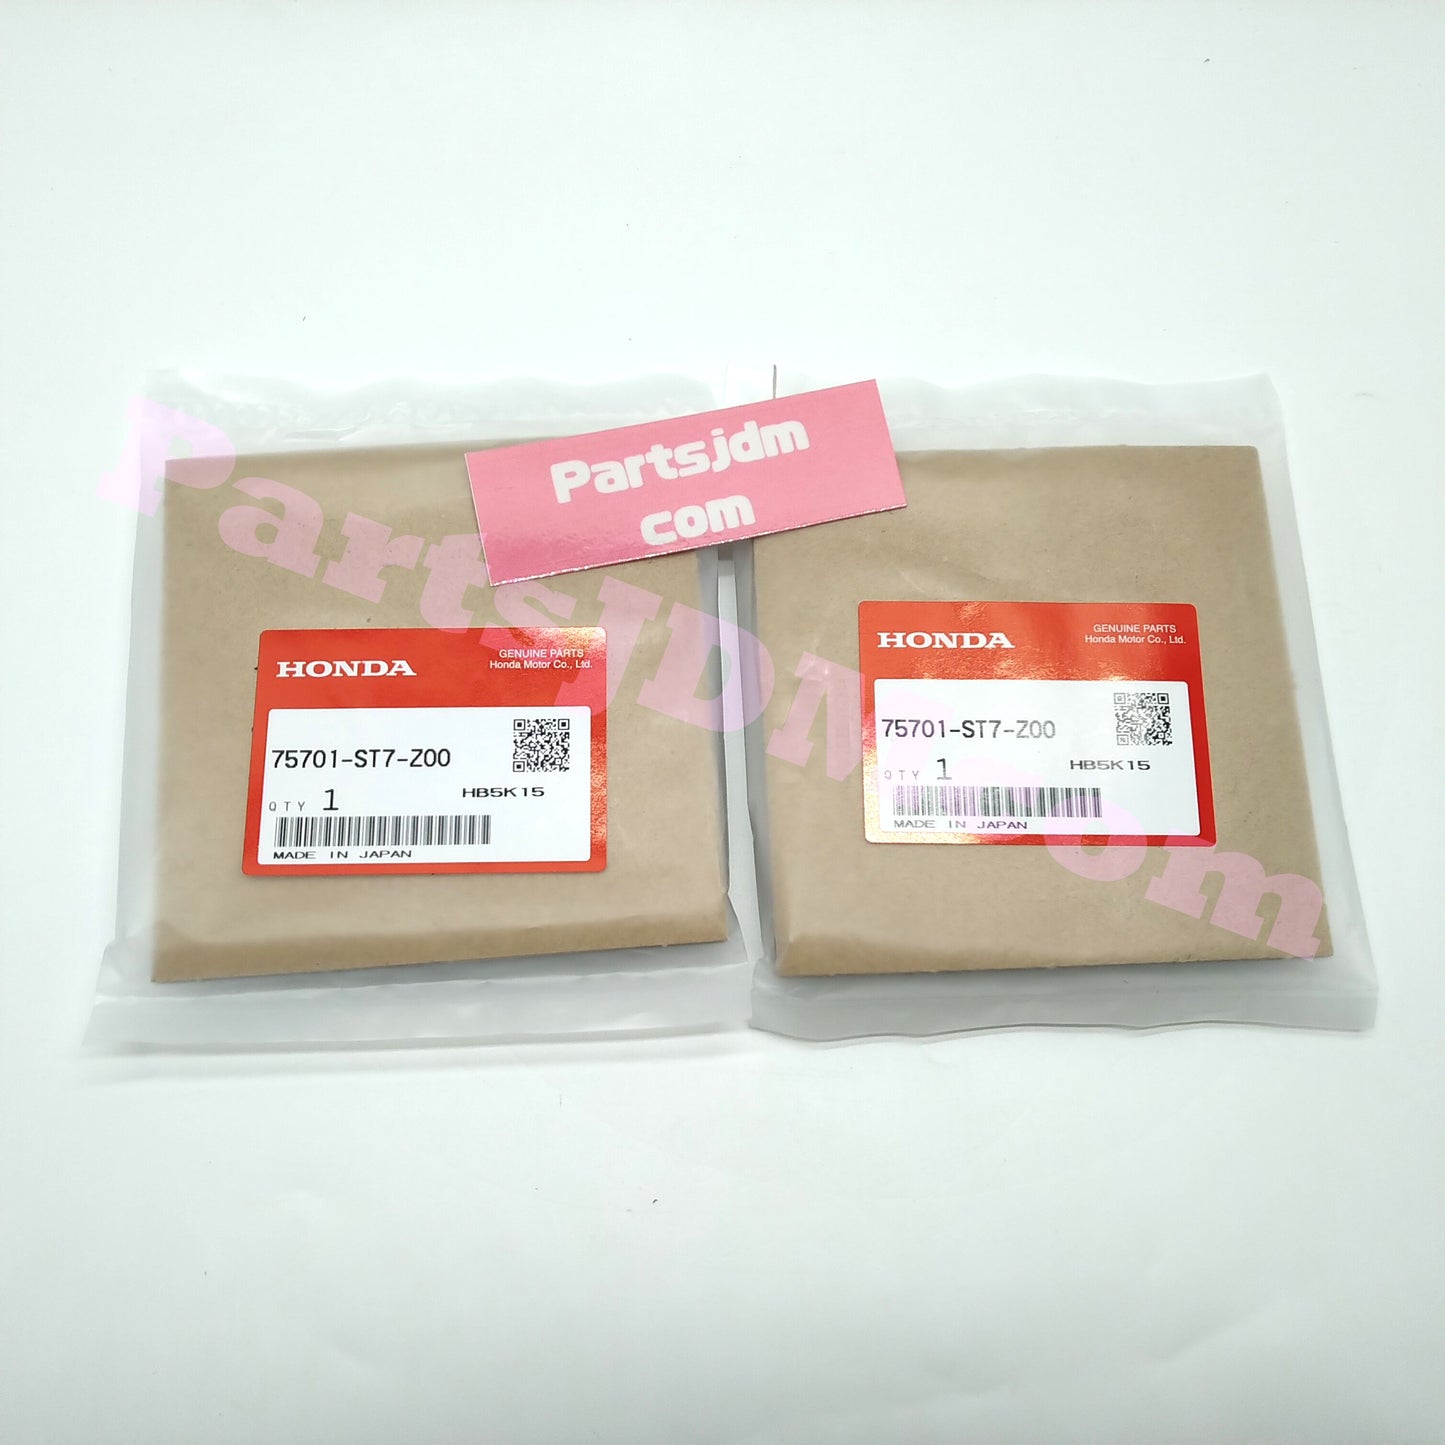 Partsjdm
com
PartsJDM.com
HONDA
GENUINE PARTS
Honda Motor Co., Ltd.
75701-ST7-Z00
HB5K15
QTY 1
MADE IN JAPAN
HONDA
GENUINE PARTS
Honda Motor Co., Ltd.
75701-ST7-Z00
HB5K15
QTY 1
MADE IN JAPAN